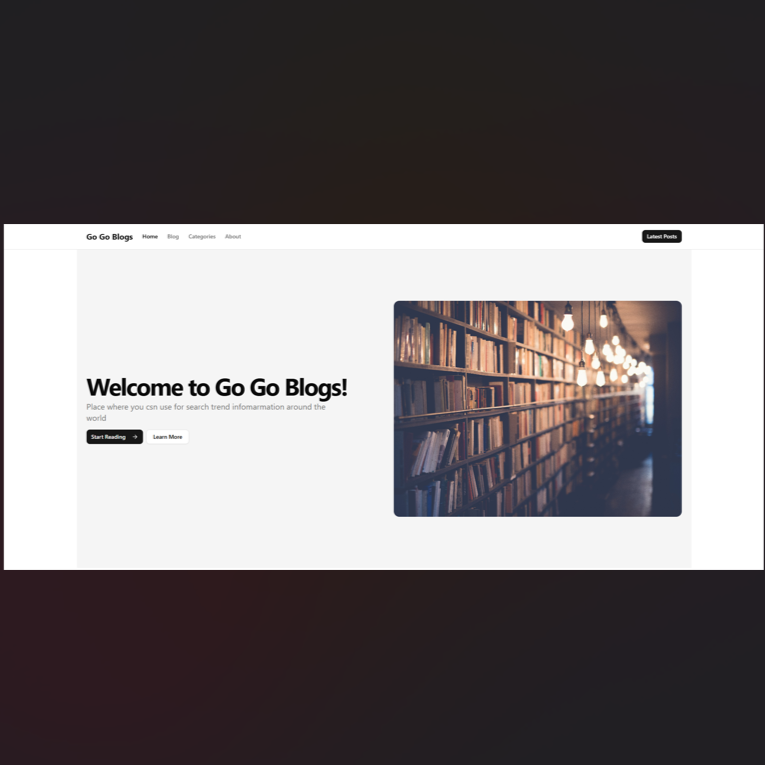 Go Go Blogs Home Blog Categories About Latest Posts
Welcome to Go Go Blogs!
Place where you csn use for search trend infomarmation around the
world
Start Reading → Learn More